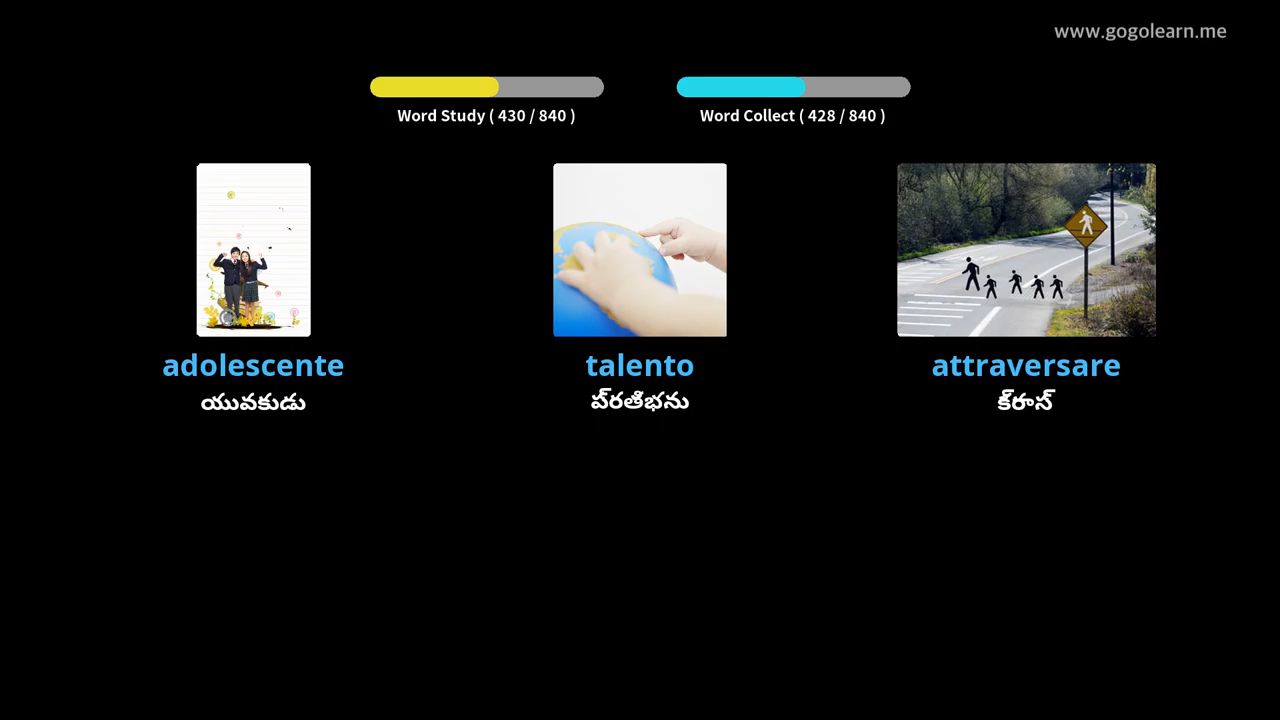 www.gogolearn.me
Word Study ( 430 / 840 )
Word Collect ( 428 / 840 )
adolescente
talento
attraversare
యువకుడు
ప్రతిభను
క్రాస్